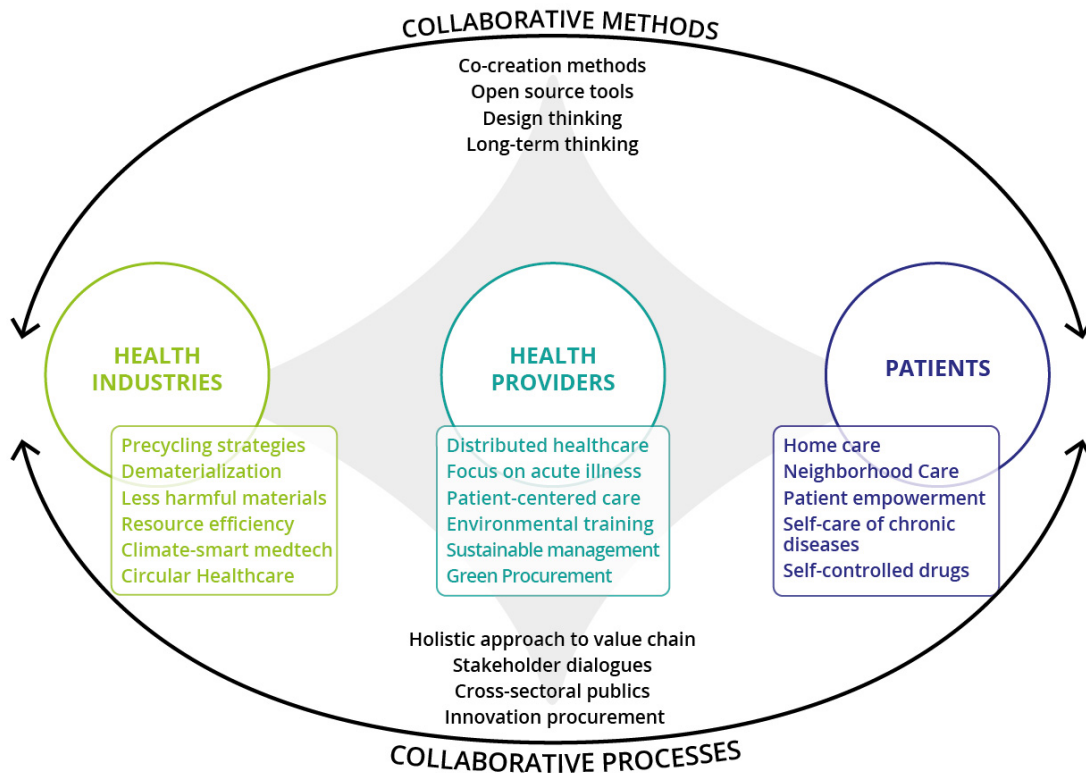 COLLABORATIVE METHODS
Co-creation methods
Open source tools
Design thinking
Long-term thinking
HEALTH
INDUSTRIES
Precycling strategies
Dematerialization
Less harmful materials
Resource efficiency
Climate-smart medtech
Circular Healthcare
HEALTH
PROVIDERS
Distributed healthcare
Focus on acute illness
Patient-centered care
Environmental training
Sustainable management
Green Procurement
PATIENTS
Home care
Neighborhood Care
Patient empowerment
Self-care of chronic
diseases
Self-controlled drugs
Holistic approach to value chain
Stakeholder dialogues
Cross-sectoral publics
Innovation procurement
COLLABORATIVE PROCESSES